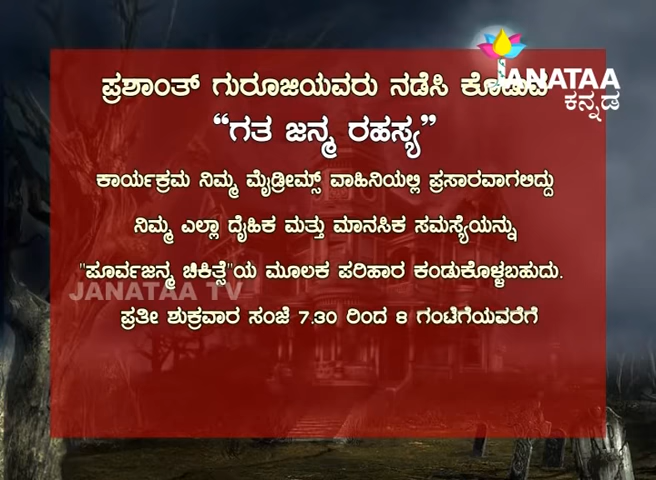 JANATAA
ಕನ್ನಡ
ಪ್ರಶಾಂತ್ ಗುರೂಜಿಯವರು ನಡೆಸಿ ಕೊಡುವ
“ಗತ ಜನ್ಮ ರಹಸ್ಯ”
ಕಾರ್ಯಕ್ರಮ ನಿಮ್ಮ ಮೈಡ್ರೀಮ್ಸ್ ವಾಹಿನಿಯಲ್ಲಿ ಪ್ರಸಾರವಾಗಲಿದ್ದು
ನಿಮ್ಮ ಎಲ್ಲಾ ದೈಹಿಕ ಮತ್ತು ಮಾನಸಿಕ ಸಮಸ್ಯೆಯನ್ನು
"ಪೂರ್ವಜನ್ಮ ಚಿಕಿತ್ಸೆ"ಯ ಮೂಲಕ ಪರಿಹಾರ ಕಂಡುಕೊಳ್ಳಬಹುದು.
JANATAA TV
ಪ್ರತೀ ಶುಕ್ರವಾರ ಸಂಜೆ 7.30 ರಿಂದ 8 ಗಂಟೆಗೆಯವರೆಗೆ